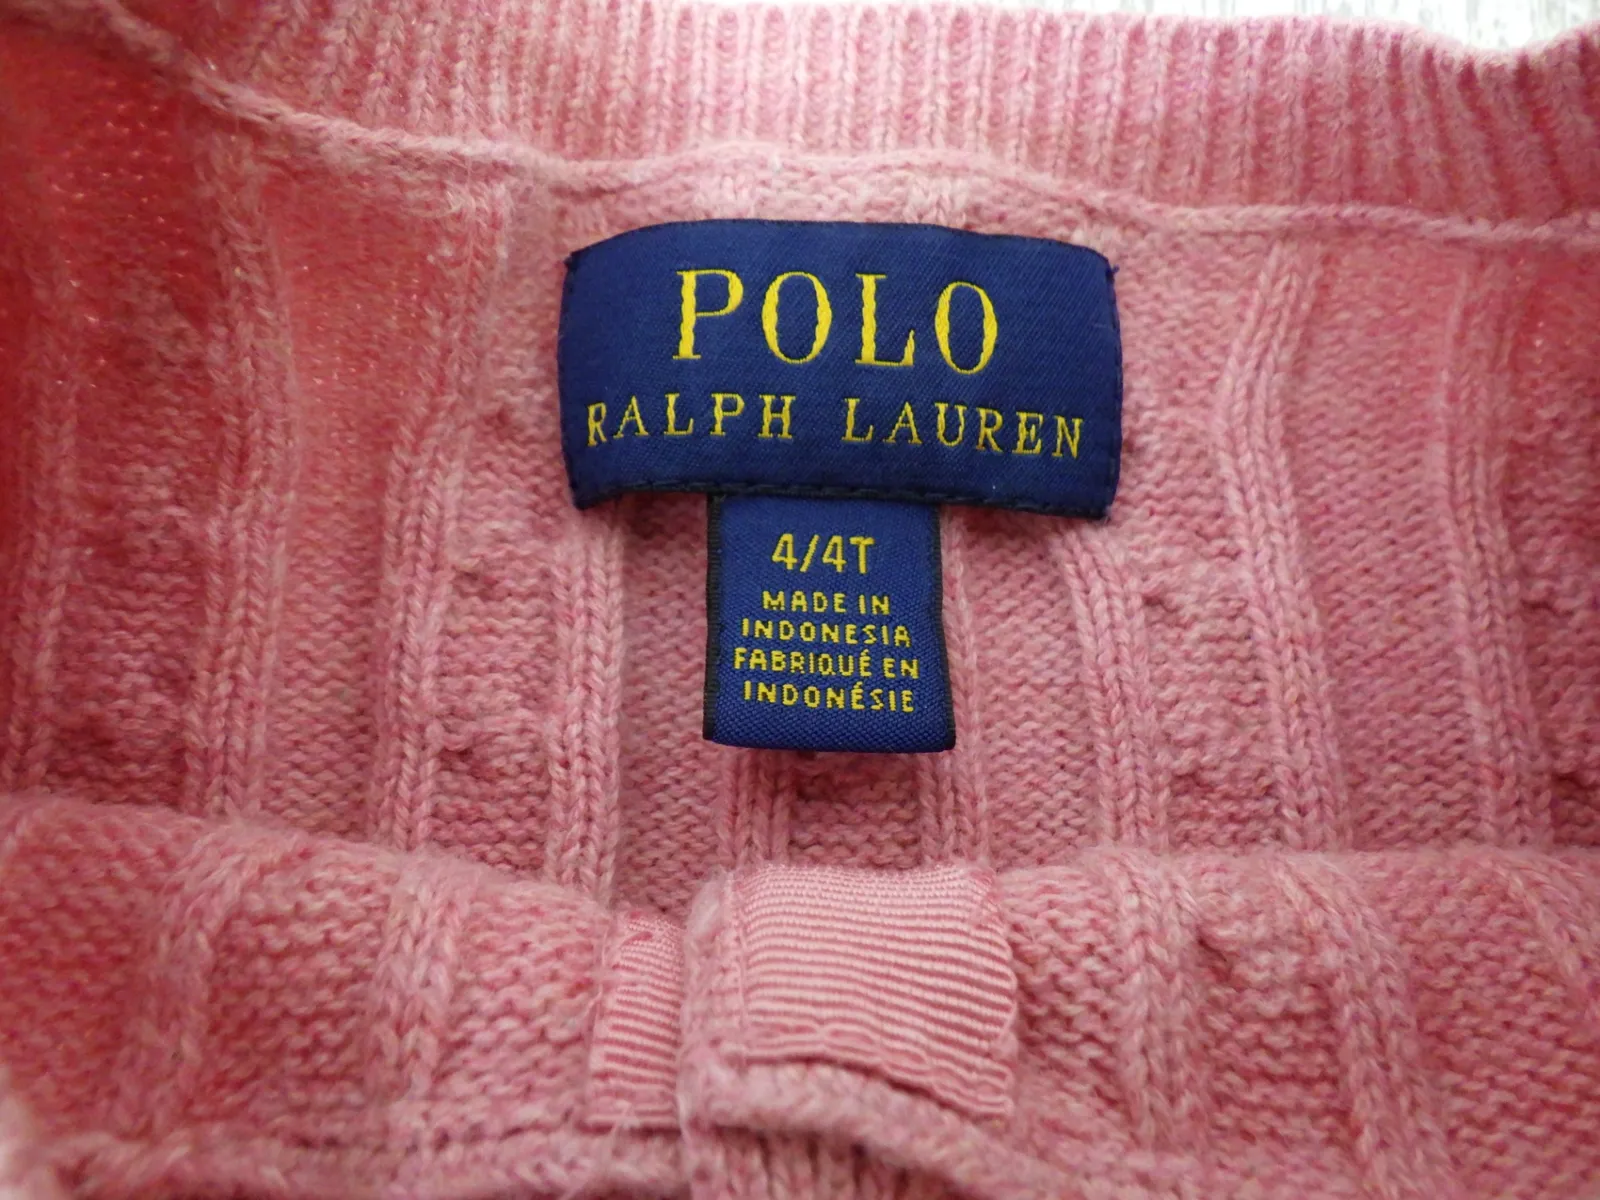 POLO
RALPH LAUREN
4/4T
MADE IN
INDONESIA
FABRIQUÉ EN
INDONÉSIE